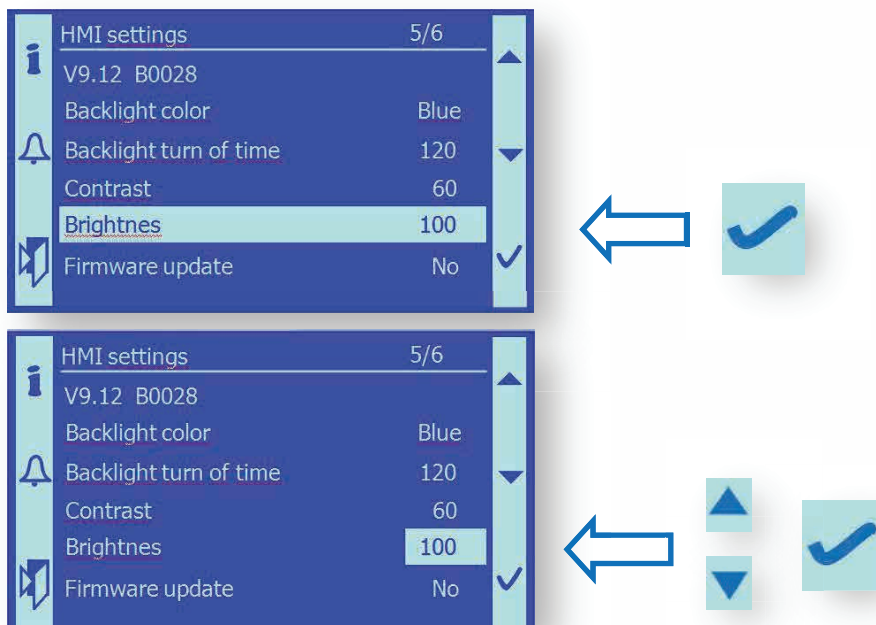 HMI settings 5/6
V9.12 B0028
Backlight color Blue
Backlight turn of time 120
Contrast 60
Brightnes 100
Firmware update No
HMI settings 5/6
V9.12 B0028
Backlight color Blue
Backlight turn of time 120
Contrast 60
Brightnes 100
Firmware update No